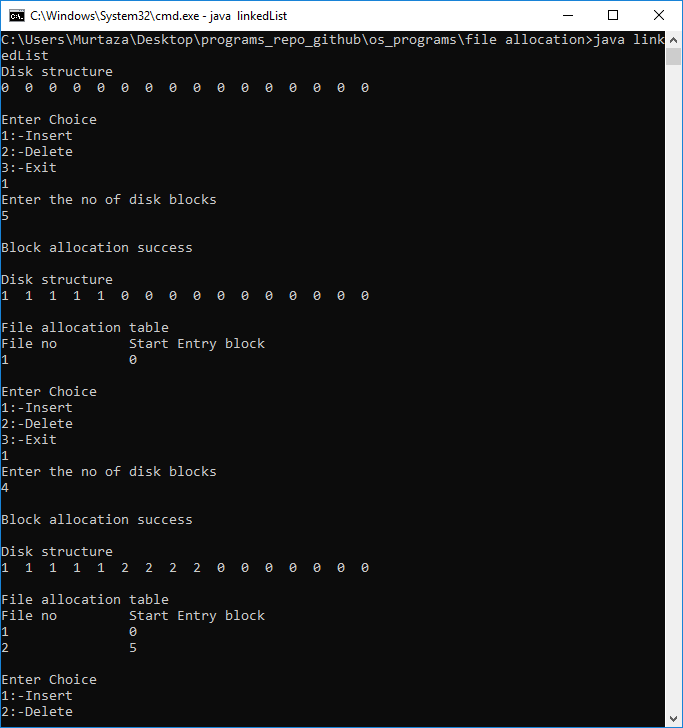 C:\Windows\System32\cmd.exe - java  linkedList
C:\Users\Murtaza\Desktop\programs_repo_github\os_programs\file allocation>java link
edList
Disk structure
0  0  0  0  0  0  0  0  0  0  0  0  0  0  0  0

Enter Choice
1:-Insert
2:-Delete
3:-Exit
1
Enter the no of disk blocks
5

Block allocation success

Disk structure
1  1  1  1  1  0  0  0  0  0  0  0  0  0  0  0

File allocation table
File no         Start Entry block
1               0

Enter Choice
1:-Insert
2:-Delete
3:-Exit
1
Enter the no of disk blocks
4

Block allocation success

Disk structure
1  1  1  1  1  2  2  2  2  0  0  0  0  0  0  0

File allocation table
File no         Start Entry block
1               0
2               5

Enter Choice
1:-Insert
2:-Delete